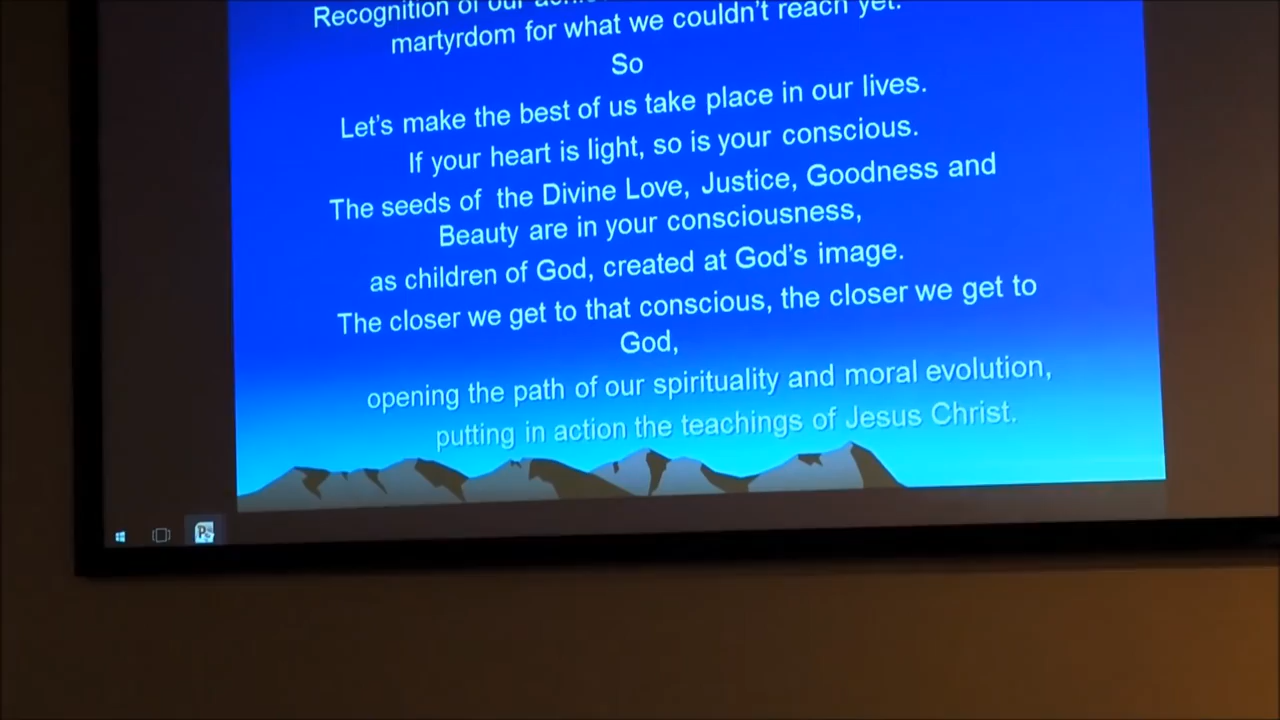 Recognition of our
martyrdom for what we couldn't reach yet.
So
Let's make the best of us take place in our lives.
If your heart is light, so is your conscious.
The seeds of the Divine Love, Justice, Goodness and
Beauty are in your consciousness,
as children of God, created at God's image.
The closer we get to that conscious, the closer we get to
God,
opening the path of our spirituality and moral evolution,
putting in action the teachings of Jesus Christ.